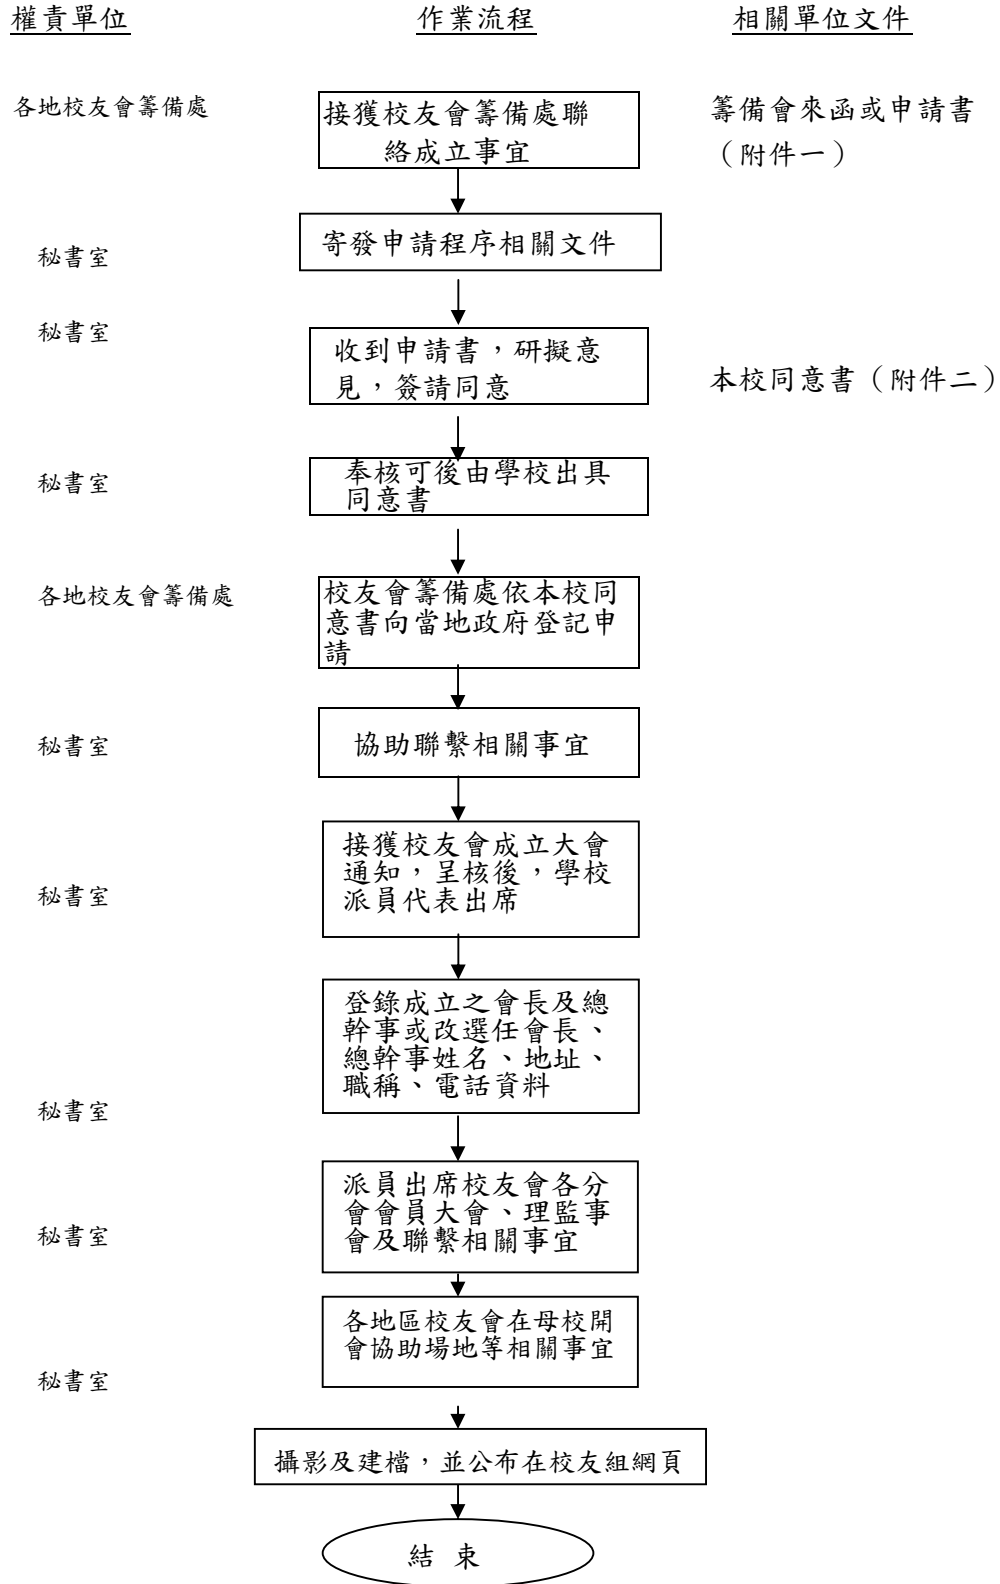 權責單位 作業流程 相關單位文件
各地校友會籌備處
接獲校友會籌備處聯
絡成立事宜
籌備會來函或申請書
（附件一）
秘書室
寄發申請程序相關文件
秘書室
收到申請書，研擬意
見，簽請同意
本校同意書（附件二）
秘書室
奉核可後由學校出具
同意書
各地校友會籌備處
校友會籌備處依本校同
意書向當地政府登記申
請
秘書室
協助聯繫相關事宜
秘書室
接獲校友會成立大會
通知，呈核後，學校
派員代表出席
秘書室
登錄成立之會長及總
幹事或改選任會長、
總幹事姓名、地址、
職稱、電話資料
秘書室
派員出席校友會各分
會會員大會、理監事
會及聯繫相關事宜
秘書室
各地區校友會在母校開
會協助場地等相關事宜
攝影及建檔，並公布在校友組網頁
結 束